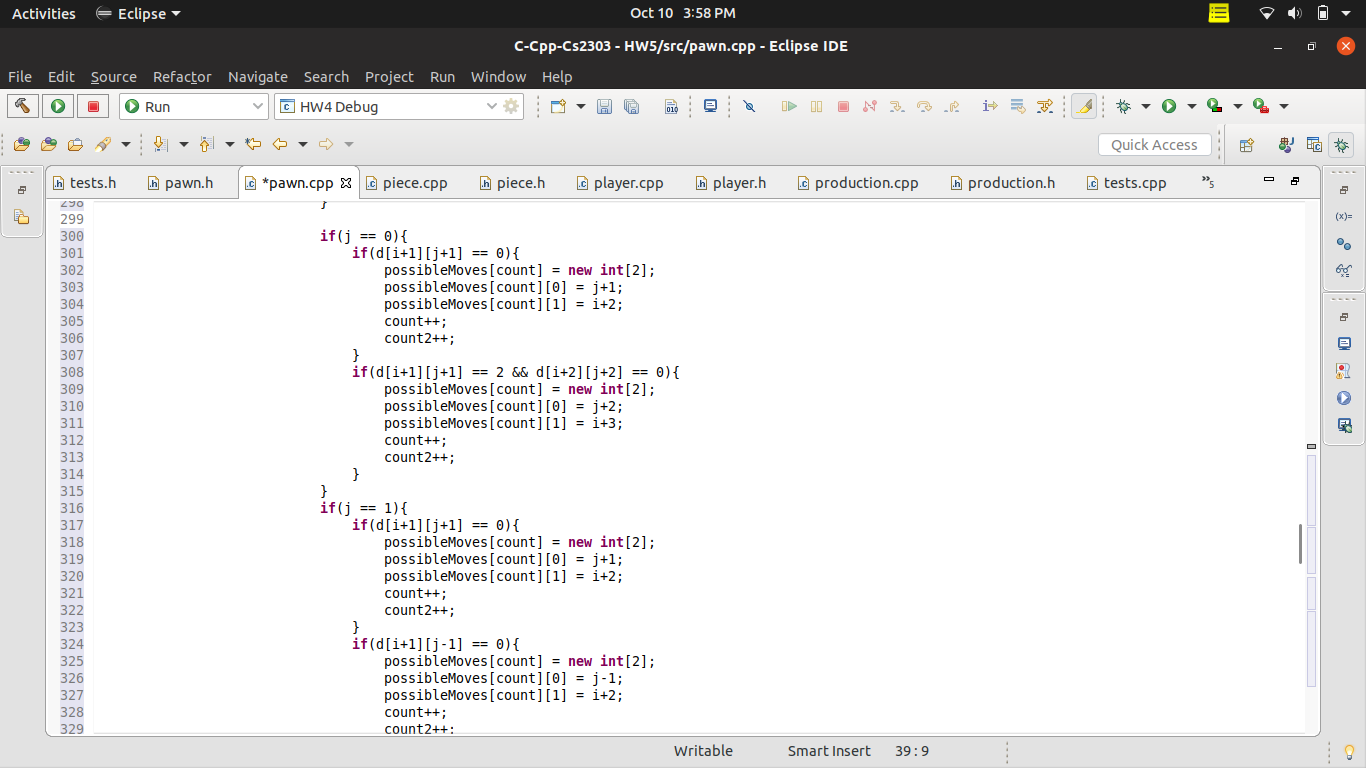 Activities Eclipse Oct 10 3:58 PM
C-Cpp-Cs2303 - HW5/src/pawn.cpp - Eclipse IDE
File Edit Source Refactor Navigate Search Project Run Window Help
Run HW4 Debug 010
Quick Access
tests.h pawn.h *pawn.cpp piece.cpp piece.h player.cpp player.h production.cpp production.h tests.cpp »5
298 }
299
300 if(j == 0){
301 if(d[i+1][j+1] == 0){
302 possibleMoves[count] = new int[2];
303 possibleMoves[count][0] = j+1;
304 possibleMoves[count][1] = i+2;
305 count++;
306 count2++;
307 }
308 if(d[i+1][j+1] == 2 && d[i+2][j+2] == 0){
309 possibleMoves[count] = new int[2];
310 possibleMoves[count][0] = j+2;
311 possibleMoves[count][1] = i+3;
312 count++;
313 count2++;
314 }
315 }
316 if(j == 1){
317 if(d[i+1][j+1] == 0){
318 possibleMoves[count] = new int[2];
319 possibleMoves[count][0] = j+1;
320 possibleMoves[count][1] = i+2;
321 count++;
322 count2++;
323 }
324 if(d[i+1][j-1] == 0){
325 possibleMoves[count] = new int[2];
326 possibleMoves[count][0] = j-1;
327 possibleMoves[count][1] = i+2;
328 count++;
329 count2++;
(x)=
Writable Smart Insert 39 : 9